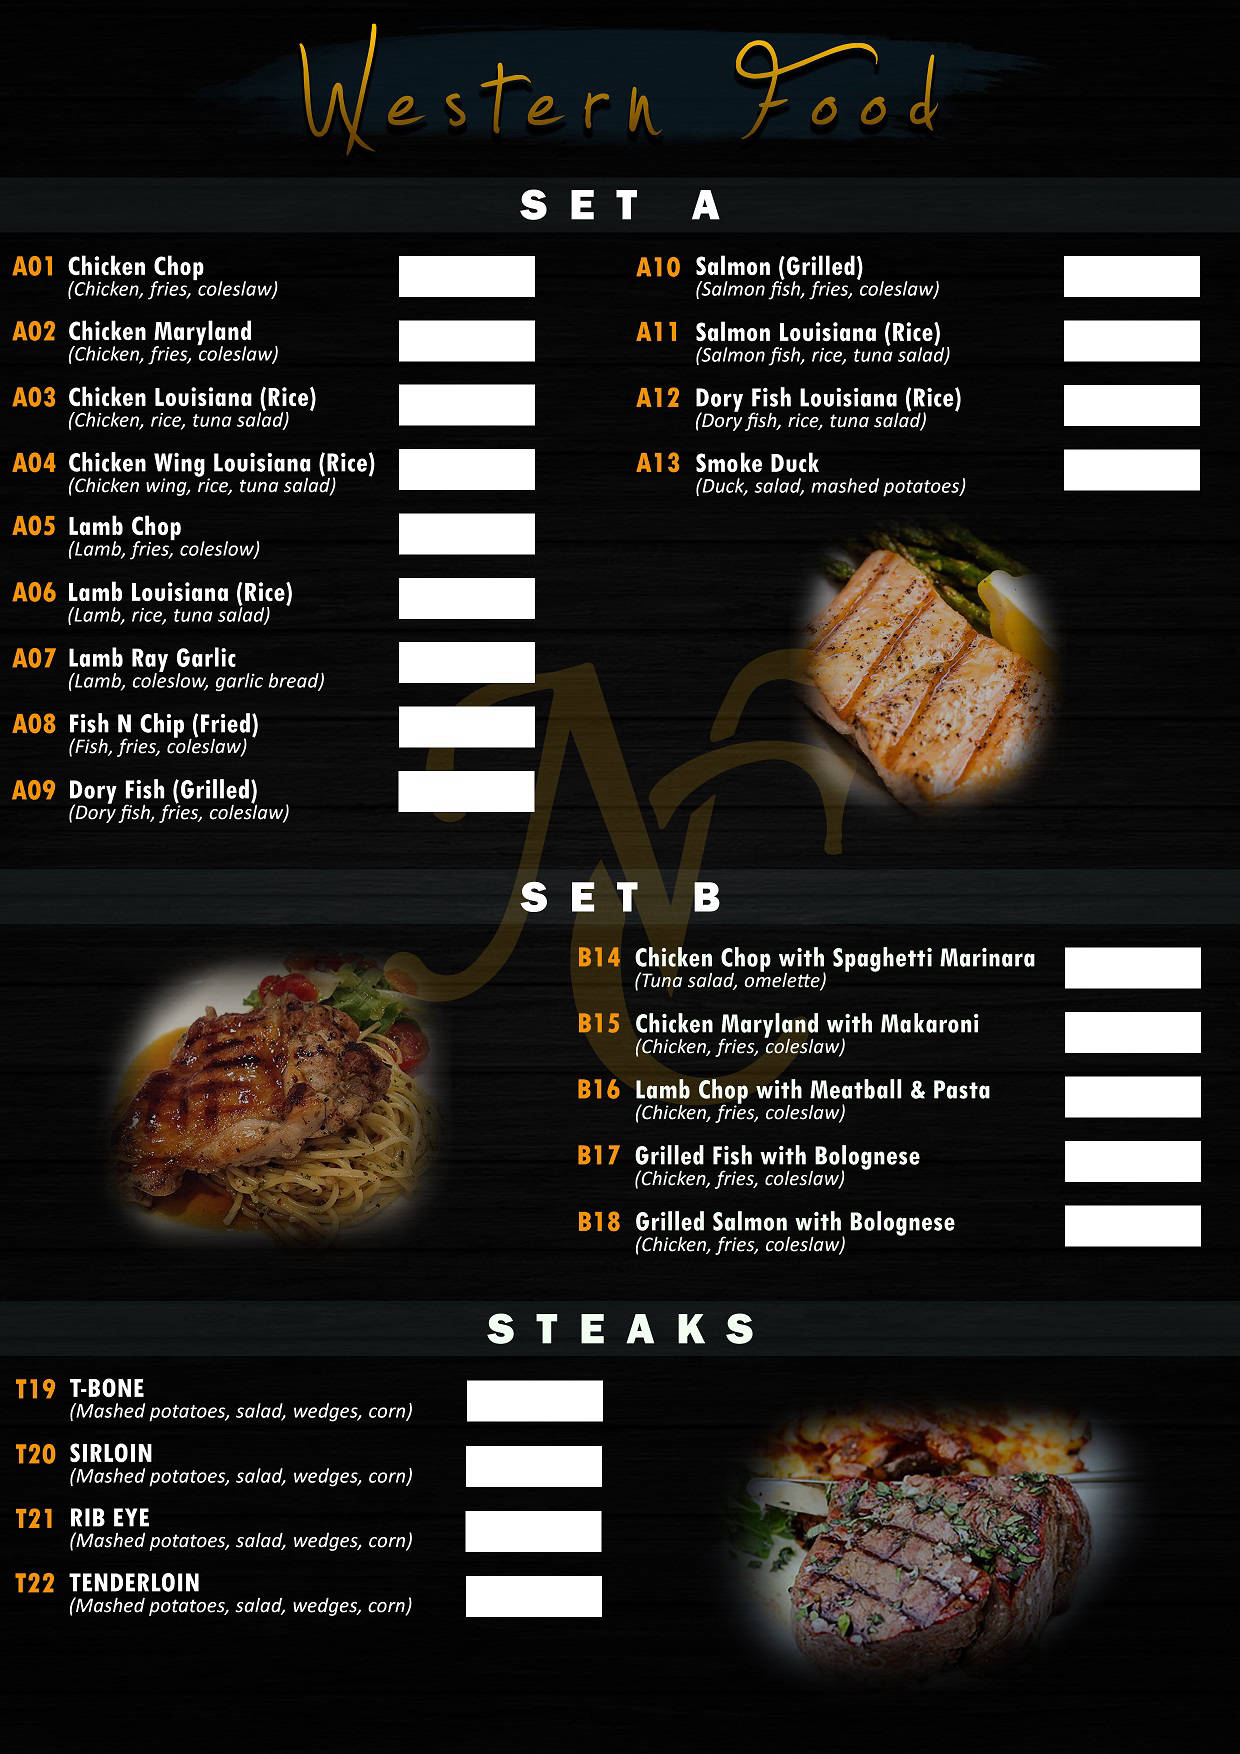 Western Food
SET A
A01 Chicken Chop
(Chicken, fries, coleslaw)
A02 Chicken Maryland
(Chicken, fries, coleslaw)
A03 Chicken Louisiana (Rice)
(Chicken, rice, tuna salad)
A04 Chicken Wing Louisiana (Rice)
(Chicken wing, rice, tuna salad)
A05 Lamb Chop
(Lamb, fries, coleslow)
A06 Lamb Louisiana (Rice)
(Lamb, rice, tuna salad)
A07 Lamb Ray Garlic
(Lamb, coleslow, garlic bread)
A08 Fish N Chip (Fried)
(Fish, fries, coleslaw)
A09 Dory Fish (Grilled)
(Dory fish, fries, coleslaw)
A10 Salmon (Grilled)
(Salmon fish, fries, coleslaw)
A11 Salmon Louisiana (Rice)
(Salmon fish, rice, tuna salad)
A12 Dory Fish Louisiana (Rice)
(Dory fish, rice, tuna salad)
A13 Smoke Duck
(Duck, salad, mashed potatoes)
SET B
B14 Chicken Chop with Spaghetti Marinara
(Tuna salad, omelette)
B15 Chicken Maryland with Makaroni
(Chicken, fries, coleslaw)
B16 Lamb Chop with Meatball & Pasta
(Chicken, fries, coleslaw)
B17 Grilled Fish with Bolognese
(Chicken, fries, coleslaw)
B18 Grilled Salmon with Bolognese
(Chicken, fries, coleslaw)
STEAKS
T19 T-BONE
(Mashed potatoes, salad, wedges, corn)
T20 SIRLOIN
(Mashed potatoes, salad, wedges, corn)
T21 RIB EYE
(Mashed potatoes, salad, wedges, corn)
T22 TENDERLOIN
(Mashed potatoes, salad, wedges, corn)